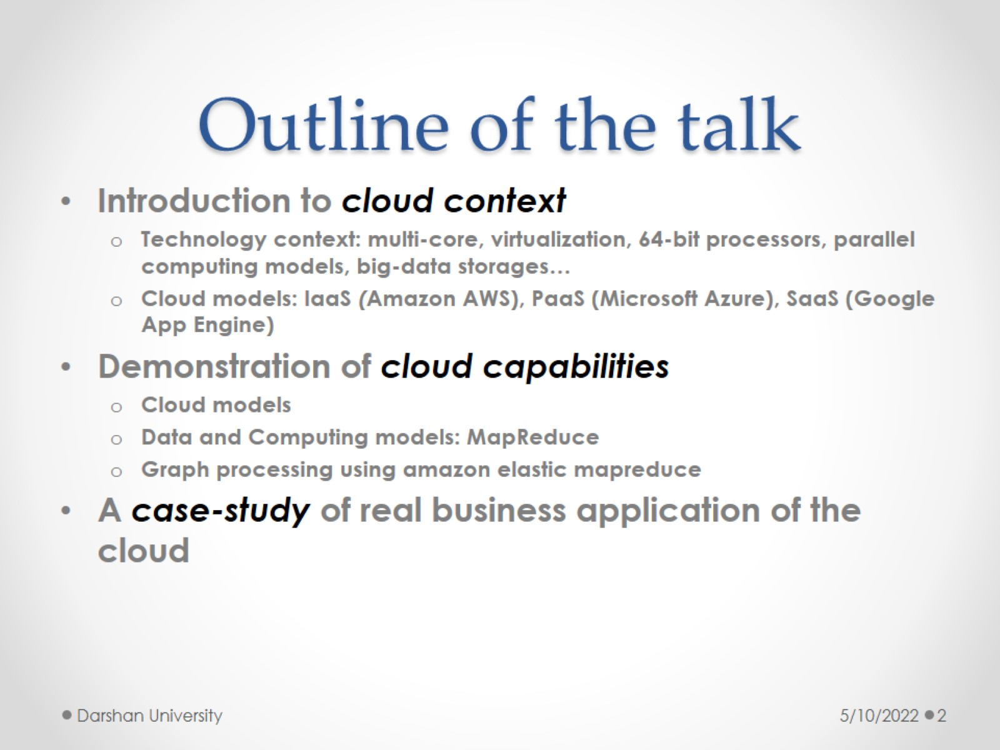 Outline of the talk
• Introduction to cloud context
o Technology context: multi-core, virtualization, 64-bit processors, parallel
computing models, big-data storages…
o Cloud models: IaaS (Amazon AWS), PaaS (Microsoft Azure), SaaS (Google
App Engine)
• Demonstration of cloud capabilities
o Cloud models
o Data and Computing models: MapReduce
o Graph processing using amazon elastic mapreduce
• A case-study of real business application of the
cloud
• Darshan University
5/10/2022 • 2